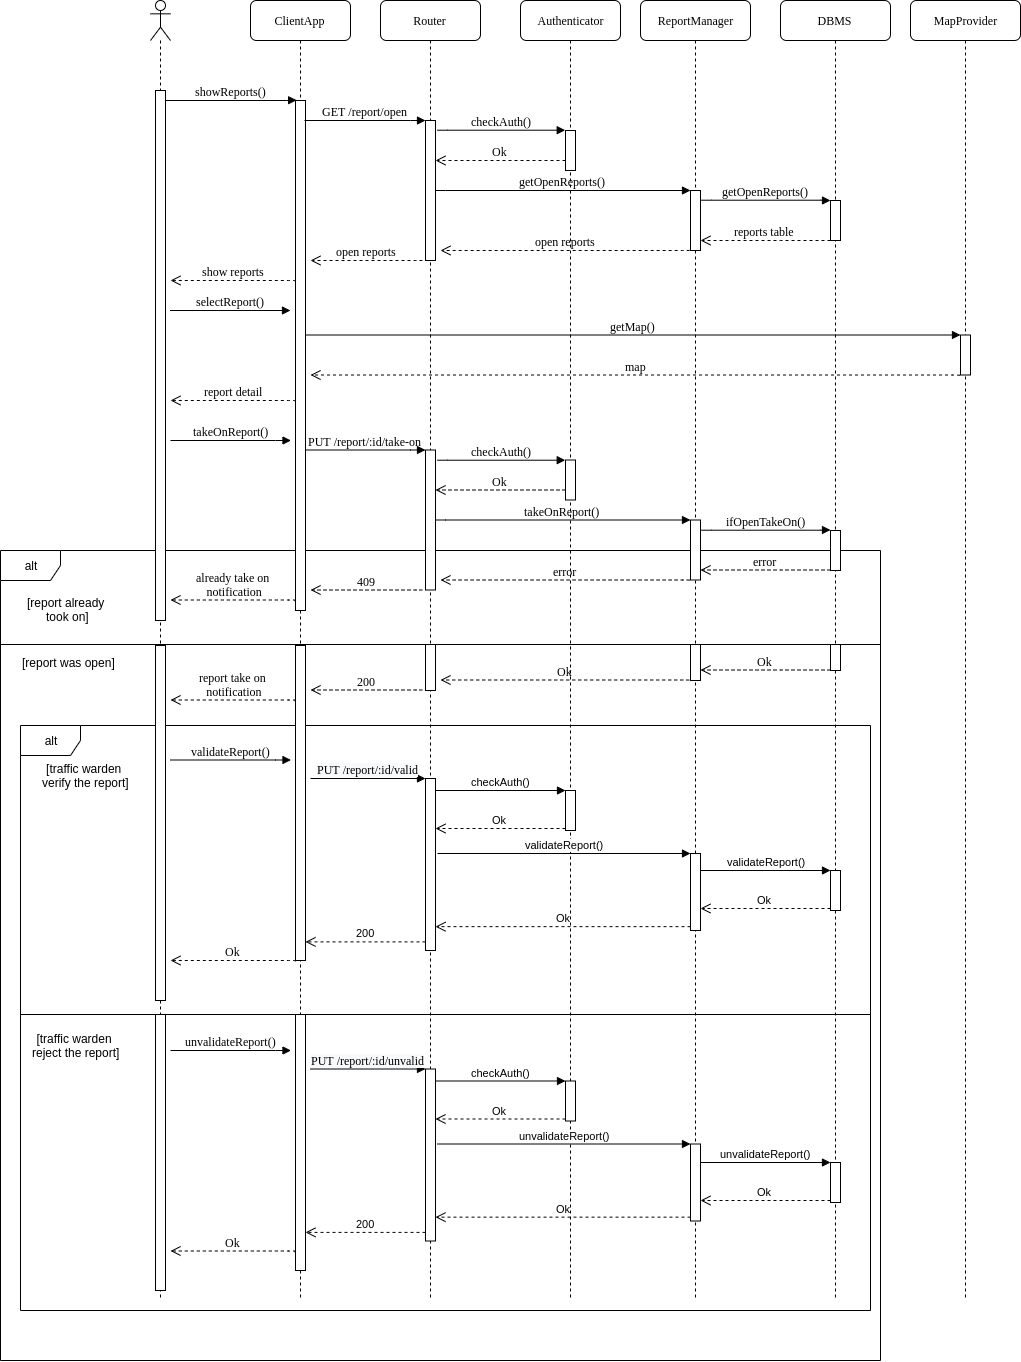 ClientApp
Router
Authenticator
ReportManager
DBMS
MapProvider
showReports()
GET /report/open
checkAuth()
Ok
getOpenReports()
getOpenReports()
reports table
open reports
open reports
show reports
selectReport()
getMap()
map
report detail
takeOnReport()
PUT /report/:id/take-on
checkAuth()
Ok
takeOnReport()
ifOpenTakeOn()
alt
error
error
409
already take on
notification
[report already
took on]
[report was open]
Ok
Ok
200
report take on
notification
alt
validateReport()
[traffic warden
verify the report]
PUT /report/:id/valid
checkAuth()
Ok
validateReport()
validateReport()
Ok
Ok
200
Ok
[traffic warden
reject the report]
unvalidateReport()
PUT /report/:id/unvalid
checkAuth()
Ok
unvalidateReport()
unvalidateReport()
Ok
Ok
200
Ok